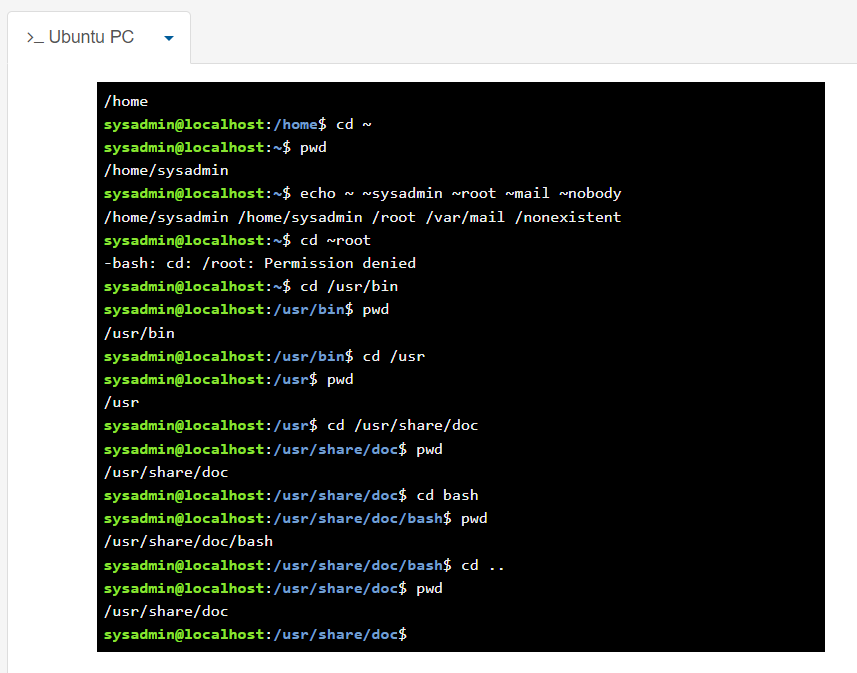 >_ Ubuntu PC
/home
sysadmin@localhost:/home$ cd ~
sysadmin@localhost:~$ pwd
/home/sysadmin
sysadmin@localhost:~$ echo ~ ~sysadmin ~root ~mail ~nobody
/home/sysadmin /home/sysadmin /root /var/mail /nonexistent
sysadmin@localhost:~$ cd ~root
-bash: cd: /root: Permission denied
sysadmin@localhost:~$ cd /usr/bin
sysadmin@localhost:/usr/bin$ pwd
/usr/bin
sysadmin@localhost:/usr/bin$ cd /usr
sysadmin@localhost:/usr$ pwd
/usr
sysadmin@localhost:/usr$ cd /usr/share/doc
sysadmin@localhost:/usr/share/doc$ pwd
/usr/share/doc
sysadmin@localhost:/usr/share/doc$ cd bash
sysadmin@localhost:/usr/share/doc/bash$ pwd
/usr/share/doc/bash
sysadmin@localhost:/usr/share/doc/bash$ cd ..
sysadmin@localhost:/usr/share/doc$ pwd
/usr/share/doc
sysadmin@localhost:/usr/share/doc$